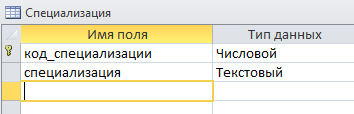 Специализация
Имя поля Тип данных
код_специализации Числовой
специализация Текстовый